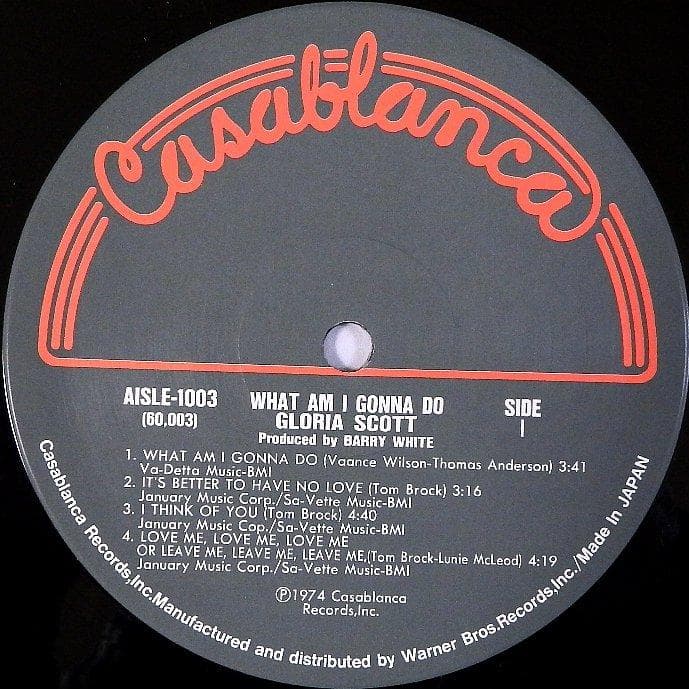 Casablanca
AISLE-1003
(60,003)
WHAT AM I GONNA DO
GLORIA SCOTT
Produced by BARRY WHITE
SIDE
I
1. WHAT AM I GONNA DO (Vaance Wilson-Thomas Anderson) 3:41
Va-Detta Music-BMI
2. IT'S BETTER TO HAVE NO LOVE (Tom Brock) 3:16
January Music Corp./Sa-Vette Music-BMI
3. I THINK OF YOU (Tom Brock) 4:40
January Music Cop./Sa-Vette Music-BMI
4. LOVE ME, LOVE ME, LOVE ME
OR LEAVE ME, LEAVE ME, LEAVE ME,(Tom Brock-Lunie McLeod) 4:19
January Music Corp./Sa-Vette Music-BMI
Ⓟ1974 Casablanca
Records,Inc.
Casablanca Records,Inc.Manufactured and distributed by Warner Bros.Records,Inc./Made In JAPAN